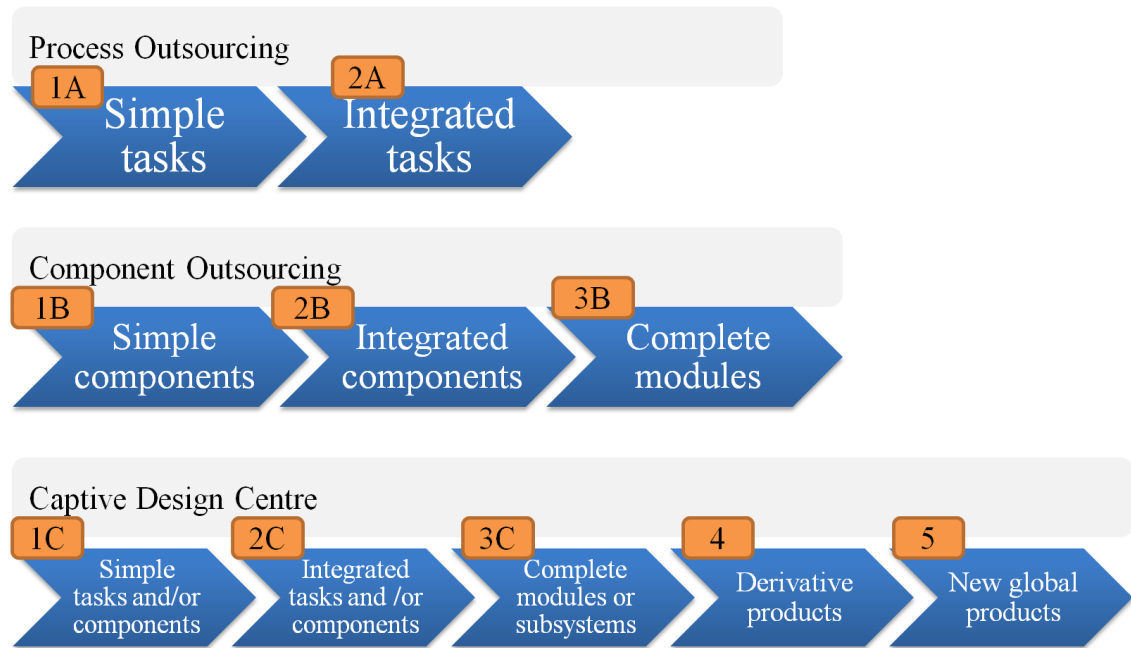 Process Outsourcing
1A
2A
Simple
tasks
Integrated
tasks
Component Outsourcing
1B
2B
3B
Simple
components
Integrated
components
Complete
modules
Captive Design Centre
1C
2C
3C
4
5
Simple
tasks and/or
components
Integrated
tasks and /or
components
Complete
modules or
subsystems
Derivative
products
New global
products